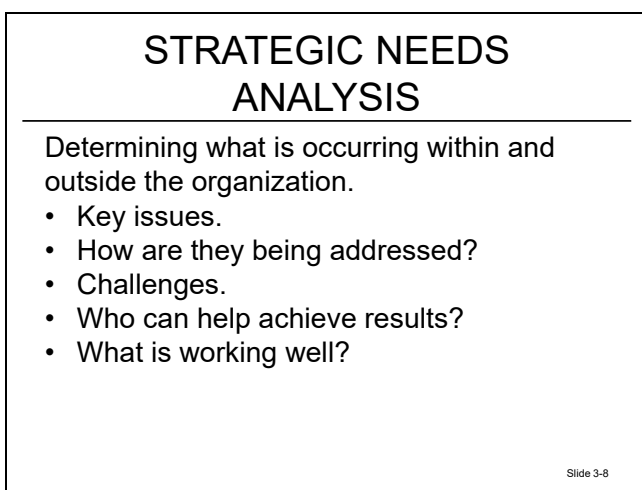 STRATEGIC NEEDS
ANALYSIS
Determining what is occurring within and
outside the organization.
• Key issues.
• How are they being addressed?
• Challenges.
• Who can help achieve results?
• What is working well?
Slide 3-8